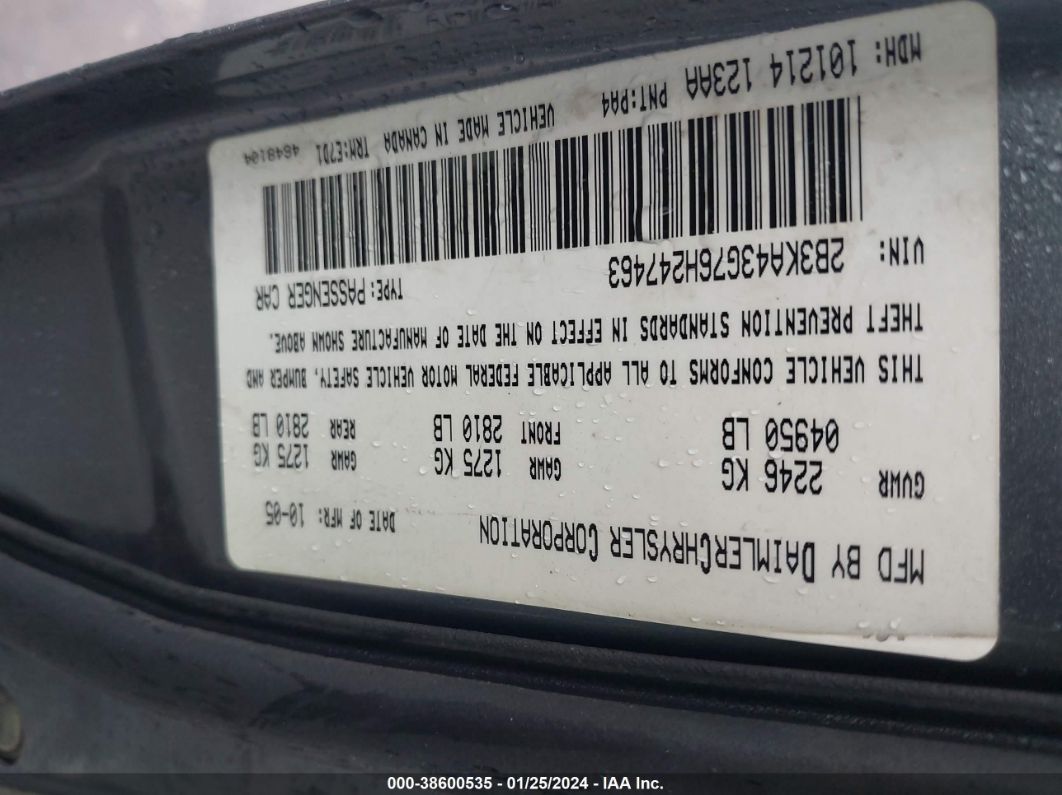 MFD BY DAIMLERCHRYSLER CORPORATION DATE OF MFR: 10-05
GVWR 2246 KG GAWR 1275 KG GAWR 1275 KG
04950 LB FRONT 2810 LB REAR 2810 LB
THIS VEHICLE CONFORMS TO ALL APPLICABLE FEDERAL MOTOR VEHICLE SAFETY, BUMPER AND
THEFT PREVENTION STANDARDS IN EFFECT ON THE DATE OF MANUFACTURE SHOWN ABOVE.
VIN: 2B3KA43G76H247463 TYPE: PASSENGER CAR
MDH: 101214 123AA PNT:PA4 VEHICLE MADE IN CANADA TRM:E7D1 4648104
000-38600535 - 01/25/2024 - IAA Inc.